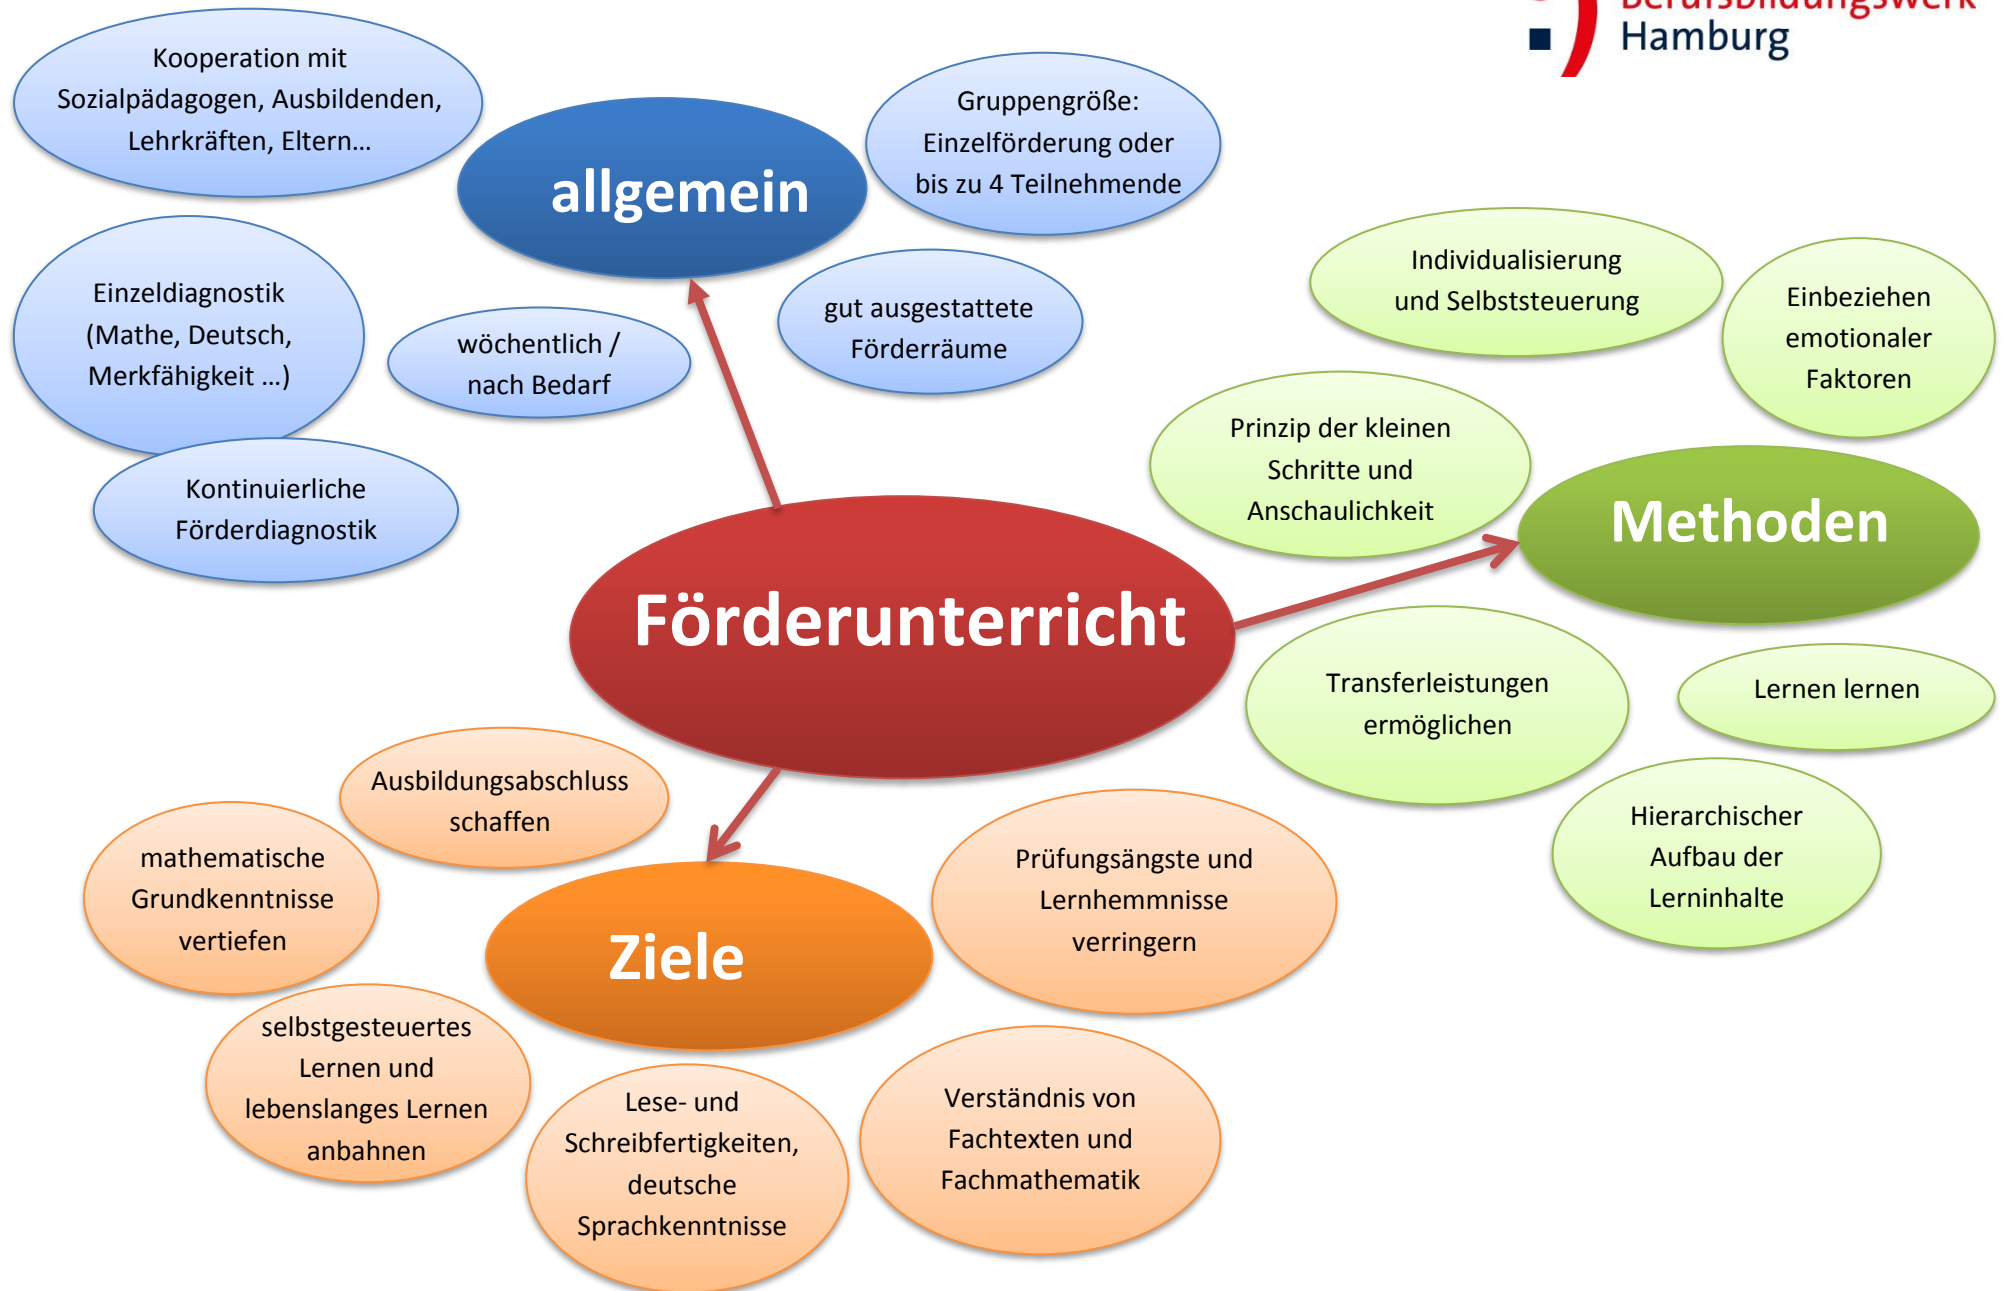 Berufsbildungswerk
Hamburg
Kooperation mit
Sozialpädagogen, Ausbildenden,
Lehrkräften, Eltern…
allgemein
Gruppengröße:
Einzelförderung oder
bis zu 4 Teilnehmende
Einzeldiagnostik
(Mathe, Deutsch,
Merkfähigkeit …)
wöchentlich /
nach Bedarf
gut ausgestattete
Förderräume
Kontinuierliche
Förderdiagnostik
Individualisierung
und Selbststeuerung
Einbeziehen
emotionaler
Faktoren
Prinzip der kleinen
Schritte und
Anschaulichkeit
Methoden
Förderunterricht
Transferleistungen
ermöglichen
Lernen lernen
Hierarchischer
Aufbau der
Lerninhalte
Ausbildungsabschluss
schaffen
mathematische
Grundkenntnisse
vertiefen
Ziele
Prüfungsängste und
Lernhemmnisse
verringern
selbstgesteuertes
Lernen und
lebenslanges Lernen
anbahnen
Lese- und
Schreibfertigkeiten,
deutsche
Sprachkenntnisse
Verständnis von
Fachtexten und
Fachmathematik